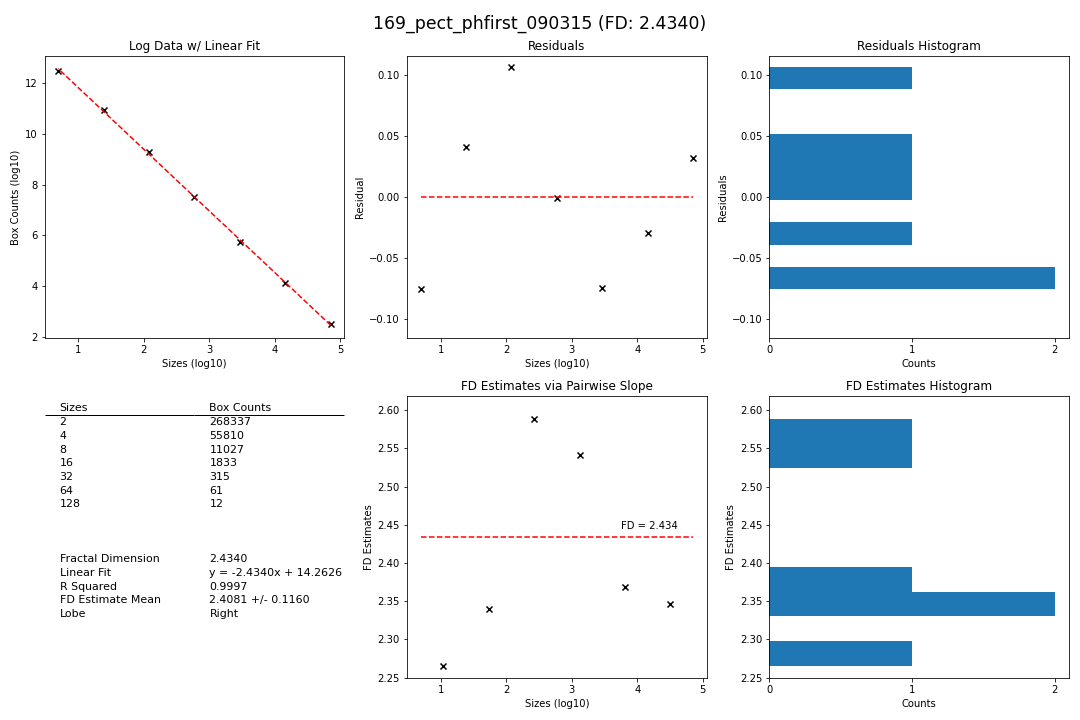 169_pect_phfirst_090315 (FD: 2.4340)
Log Data w/ Linear Fit
Box Counts (log10)
12
10
8
6
4
2
1 2 3 4 5
Sizes (log10)
Residuals
Residual
0.10
0.05
0.00
−0.05
−0.10
1 2 3 4 5
Sizes (log10)
Residuals Histogram
Residuals
0.10
0.05
0.00
−0.05
−0.10
0 1 2
Counts
Sizes Box Counts
2 268337
4 55810
8 11027
16 1833
32 315
64 61
128 12
Fractal Dimension 2.4340
Linear Fit y = -2.4340x + 14.2626
R Squared 0.9997
FD Estimate Mean 2.4081 +/- 0.1160
Lobe Right
FD Estimates via Pairwise Slope
FD Estimates
2.60
2.55
2.50
2.45
2.40
2.35
2.30
2.25
FD = 2.434
1 2 3 4 5
Sizes (log10)
FD Estimates Histogram
FD Estimates
2.60
2.55
2.50
2.45
2.40
2.35
2.30
2.25
0 1 2
Counts